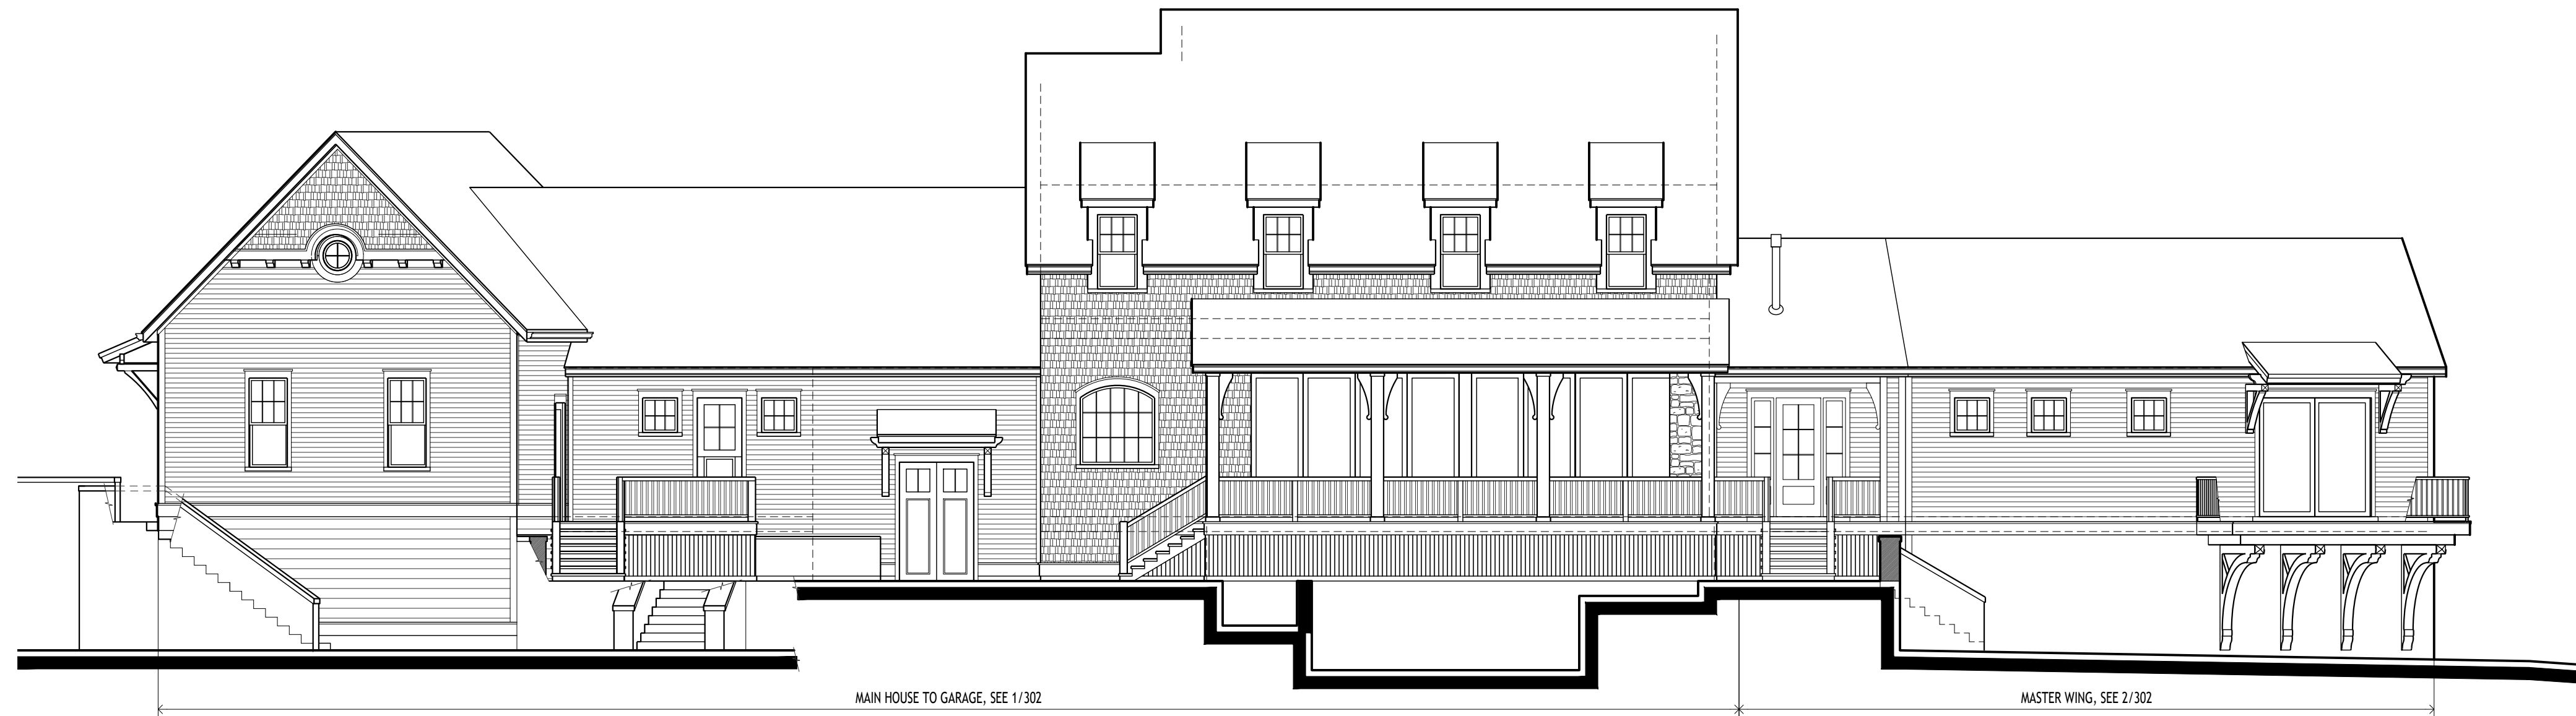 MAIN HOUSE TO GARAGE, SEE 1/302
MASTER WING, SEE 2/302